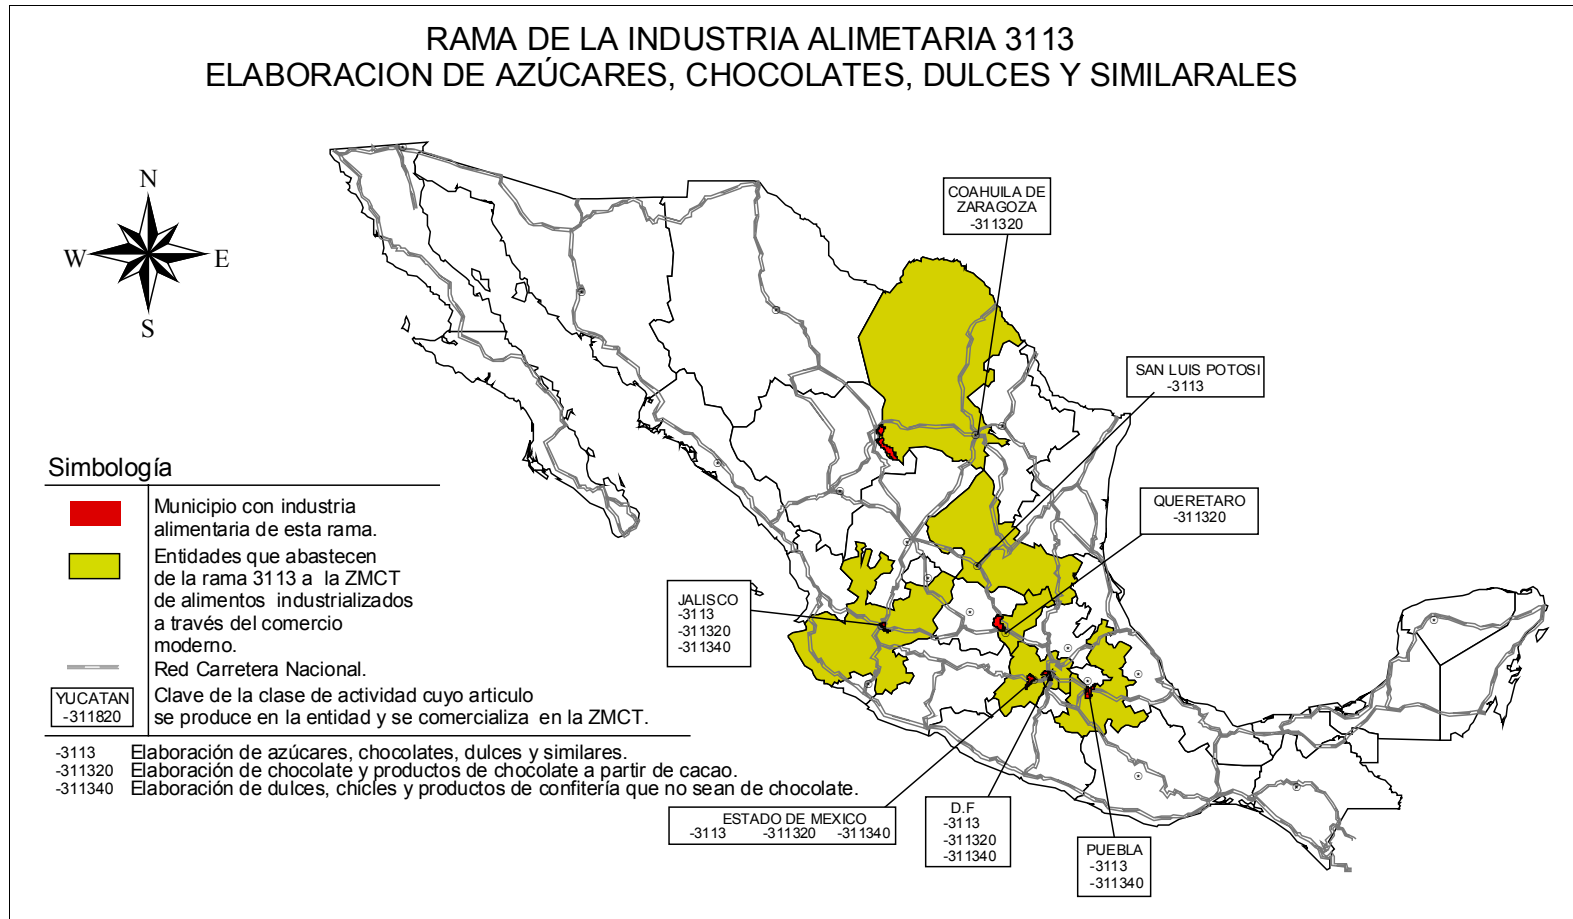 RAMA DE LA INDUSTRIA ALIMETARIA 3113
ELABORACION DE AZÚCARES, CHOCOLATES, DULCES Y SIMILARALES
N
W
E
S
COAHUILA DE
ZARAGOZA
-311320
SAN LUIS POTOSI
-3113
QUERETARO
-311320
JALISCO
-3113
-311320
-311340
Simbología
Municipio con industria
alimentaria de esta rama.
Entidades que abastecen
de la rama 3113 a la ZMCT
de alimentos industrializados
a través del comercio
moderno.
Red Carretera Nacional.
YUCATAN
-311820
Clave de la clase de actividad cuyo articulo
se produce en la entidad y se comercializa en la ZMCT.
-3113 Elaboración de azúcares, chocolates, dulces y similares.
-311320 Elaboración de chocolate y productos de chocolate a partir de cacao.
-311340 Elaboración de dulces, chicles y productos de confitería que no sean de chocolate.
ESTADO DE MEXICO
-3113 -311320 -311340
D.F
-3113
-311320
-311340
PUEBLA
-3113
-311340